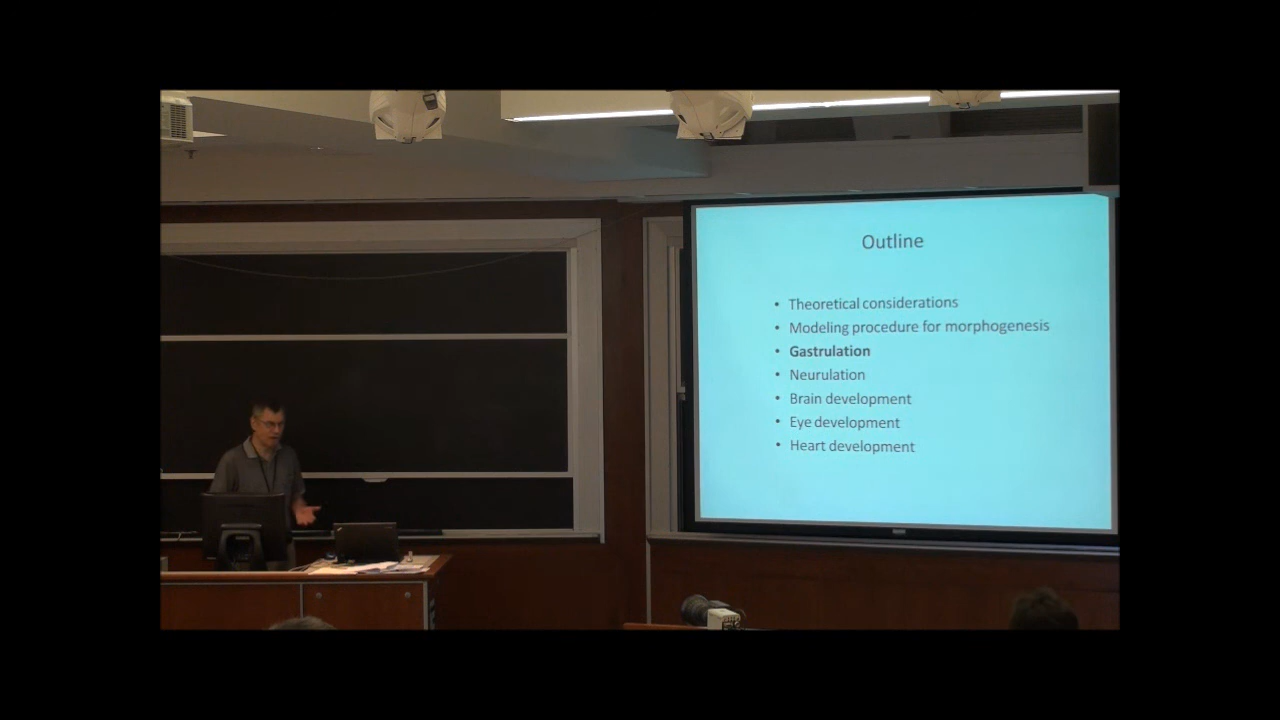 Outline
• Theoretical considerations
• Modeling procedure for morphogenesis
• Gastrulation
• Neurulation
• Brain development
• Eye development
• Heart development